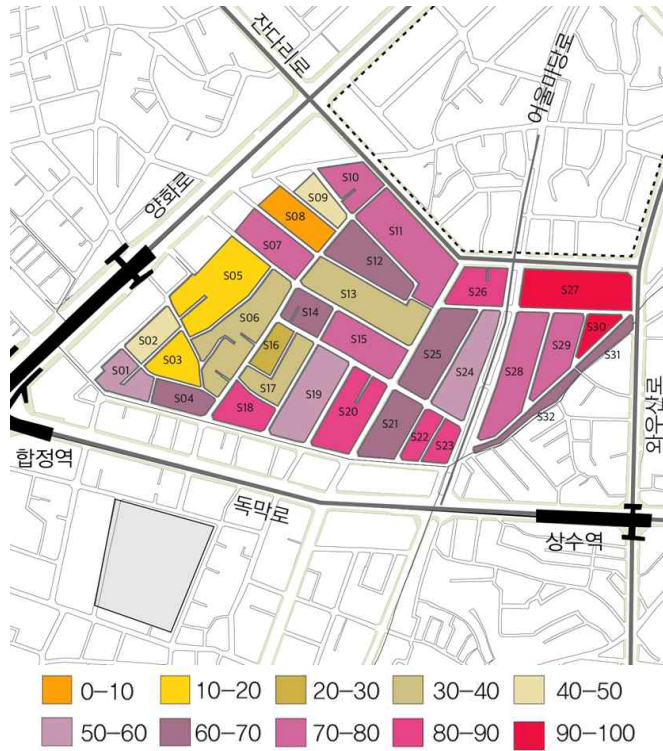 잔다리로
어울마당로
양화로
S10
S09
S08
S11
S07
S12
S05
S13
S26
S27
S06
S14
S30
S02
S16
S15
S25
S29
S31
S03
S24
S28
S01
S17
S19
S04
S18
S20
S21
S22
S23
S32
와우산로
합정역
독막로
상수역
0–10
10–20
20–30
30–40
40–50
50–60
60–70
70–80
80–90
90–100